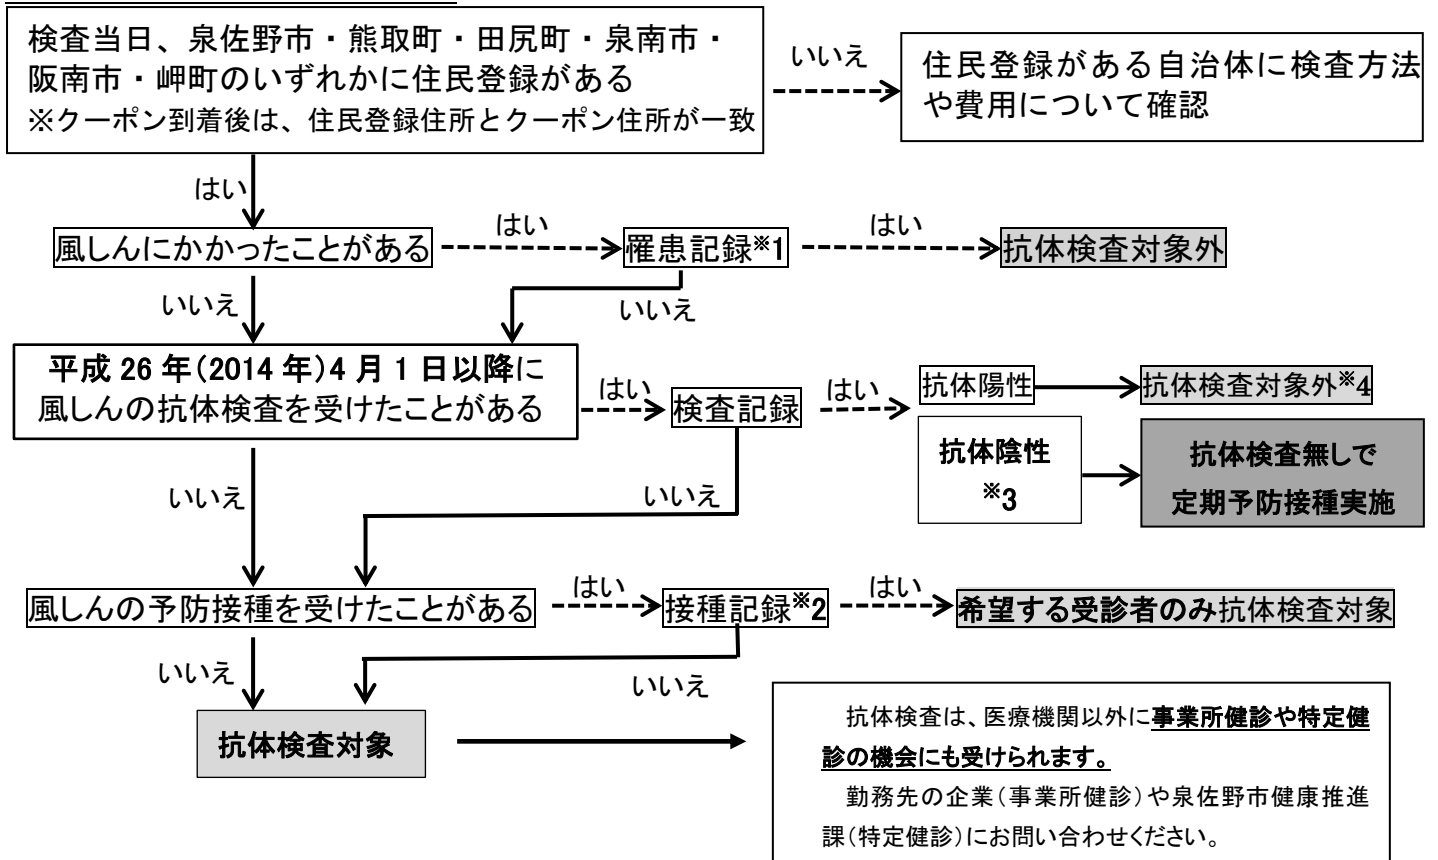 検査当日、泉佐野市・熊取町・田尻町・泉南市・
阪南市・岬町のいずれかに住民登録がある
※クーポン到着後は、住民登録住所とクーポン住所が一致
いいえ
住民登録がある自治体に検査方法
や費用について確認
はい
風しんにかかったことがある
はい
罹患記録※1
はい
抗体検査対象外
いいえ
いいえ
平成 26 年(2014 年)4 月 1 日以降に
風しんの抗体検査を受けたことがある
はい
検査記録
はい
抗体陽性
抗体検査対象外※4
抗体陰性
※3
抗体検査無しで
定期予防接種実施
いいえ
いいえ
風しんの予防接種を受けたことがある
はい
接種記録※2
はい
希望する受診者のみ抗体検査対象
いいえ
いいえ
抗体検査対象
抗体検査は、医療機関以外に事業所健診や特定健
診の機会にも受けられます。
勤務先の企業(事業所健診)や泉佐野市健康推進
課(特定健診)にお問い合わせください。